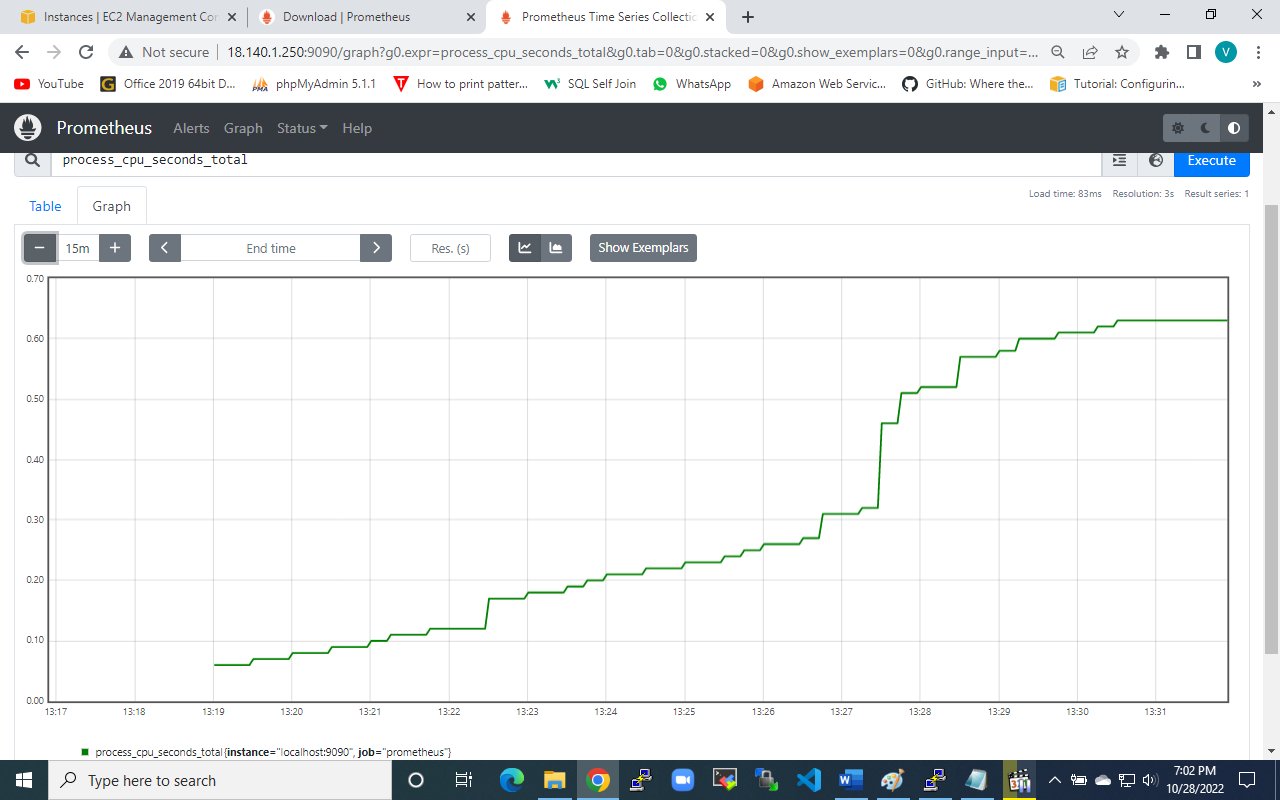 Instances | EC2 Management Con
Download | Prometheus
Prometheus Time Series Collectio
Not secure
18.140.1.250:9090/graph?g0.expr=process_cpu_seconds_total&g0.tab=0&g0.stacked=0&g0.show_exemplars=0&g0.range_input=...
V
YouTube
Office 2019 64bit D...
phpMyAdmin 5.1.1
How to print patter...
SQL Self Join
WhatsApp
Amazon Web Servic...
GitHub: Where the...
Tutorial: Configurin...
»
Prometheus
Alerts
Graph
Status
Help
process_cpu_seconds_total
Execute
Load time: 83ms
Resolution: 3s
Result series: 1
Table
Graph
15m
End time
Res. (s)
Show Exemplars
0.70
0.60
0.50
0.40
0.30
0.20
0.10
0.00
13:17
13:18
13:19
13:20
13:21
13:22
13:23
13:24
13:25
13:26
13:27
13:28
13:29
13:30
13:31
process_cpu_seconds_total{instance="localhost:9090", job="prometheus"}
Type here to search
7:02 PM
10/28/2022